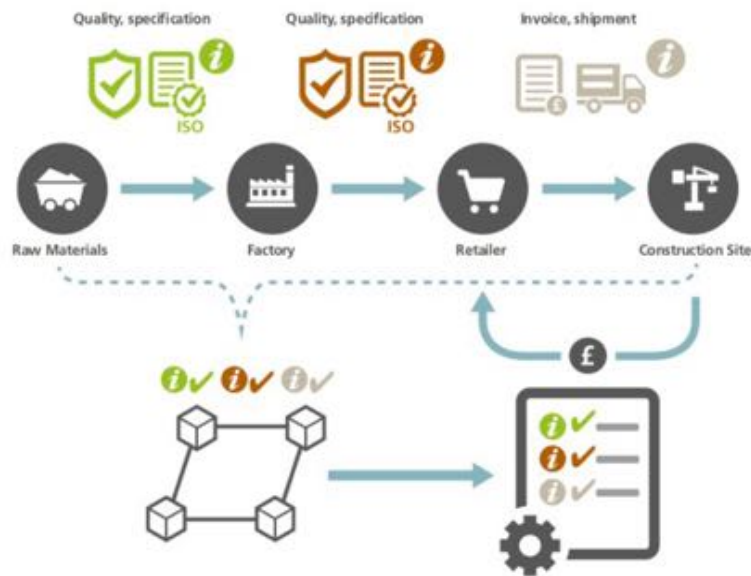 Quality, specification
Quality, specification
Invoice, shipment
i
i
i
ISO
ISO
£
Raw Materials
Factory
Retailer
Construction Site
£
i
i
i
i
i
i